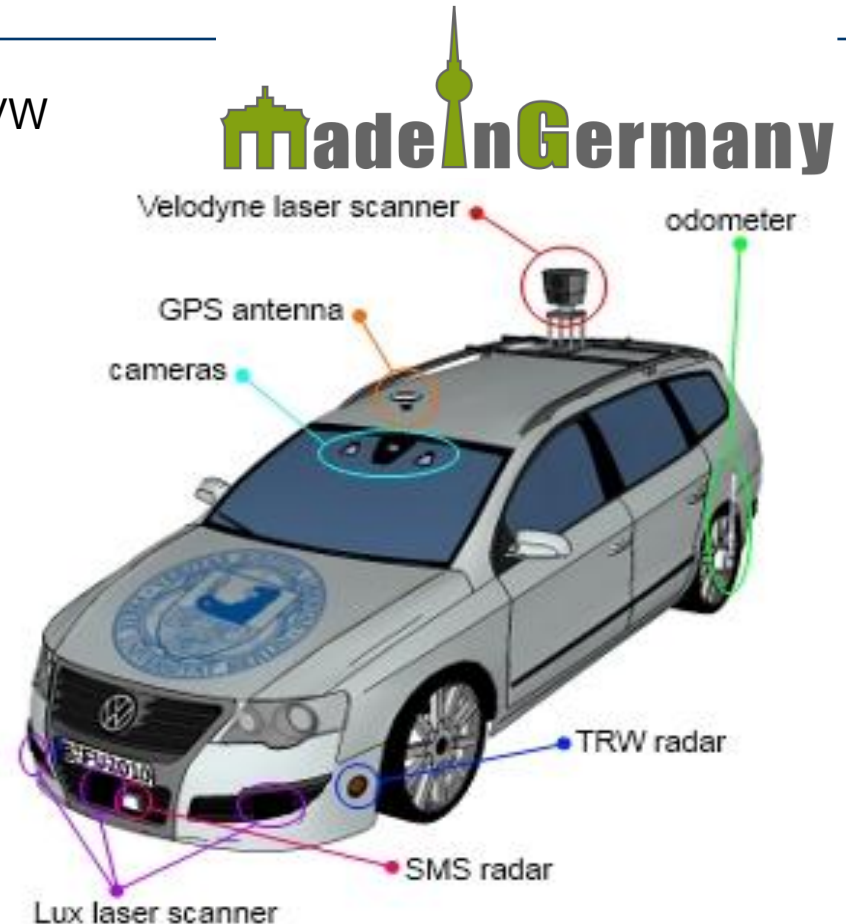 VW
MadeInGermany
Velodyne laser scanner
odometer
GPS antenna
cameras
TRW radar
SMS radar
Lux laser scanner